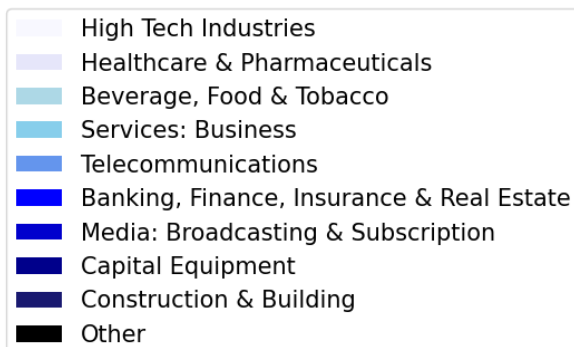 High Tech Industries
Healthcare & Pharmaceuticals
Beverage, Food & Tobacco
Services: Business
Telecommunications
Banking, Finance, Insurance & Real Estate
Media: Broadcasting & Subscription
Capital Equipment
Construction & Building
Other